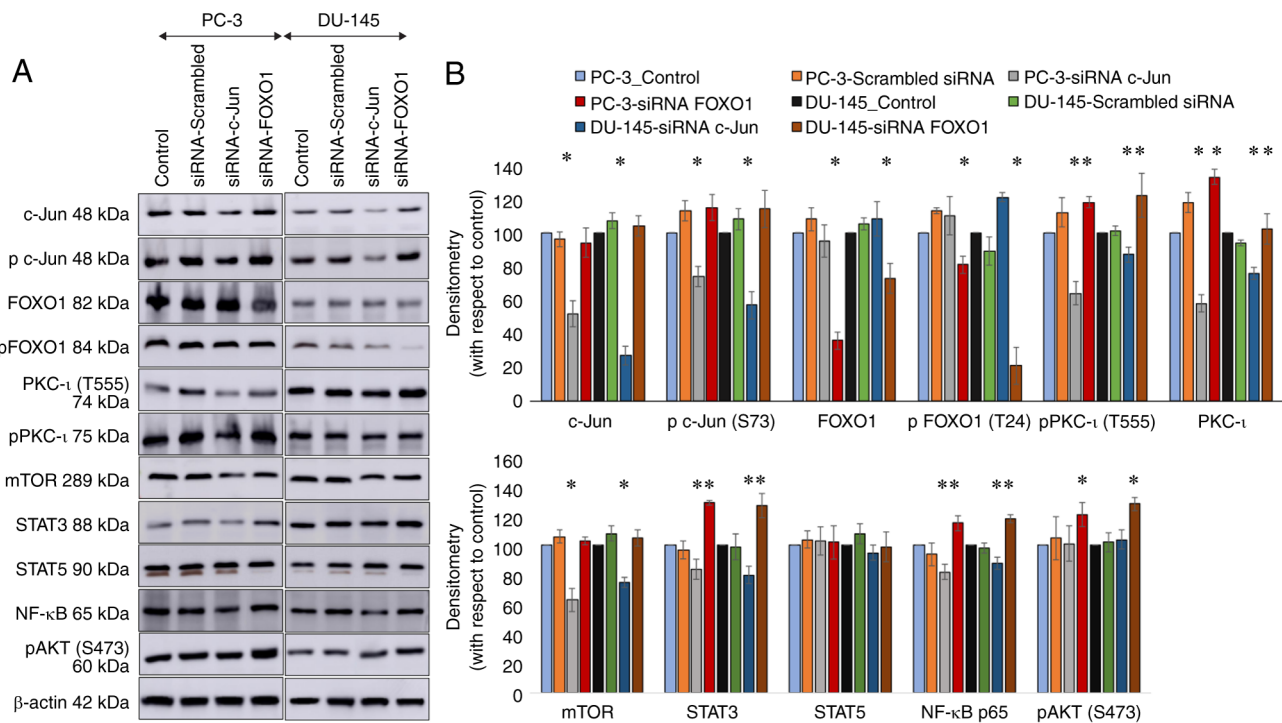 A
PC-3 DU-145
Control
siRNA-Scrambled
siRNA-c-Jun
siRNA-FOXO1
Control
siRNA-Scrambled
siRNA-c-Jun
siRNA-FOXO1
c-Jun 48 kDa
p c-Jun 48 kDa
FOXO1 82 kDa
pFOXO1 84 kDa
PKC-ι (T555)
74 kDa
pPKC-ι 75 kDa
mTOR 289 kDa
STAT3 88 kDa
STAT5 90 kDa
NF-κB 65 kDa
pAKT (S473)
60 kDa
β-actin 42 kDa
B
PC-3_Control PC-3-Scrambled siRNA PC-3-siRNA c-Jun
PC-3-siRNA FOXO1 DU-145_Control DU-145-Scrambled siRNA
DU-145-siRNA c-Jun DU-145-siRNA FOXO1
Densitometry
(with respect to control)
140
120
100
80
60
40
20
0
* * * * * * * * ** ** * * **
c-Jun p c-Jun (S73) FOXO1 p FOXO1 (T24) pPKC-ι (T555) PKC-ι
Densitometry
(with respect to control)
160
140
120
100
80
60
40
20
0
* * ** ** ** ** * *
mTOR STAT3 STAT5 NF-κB p65 pAKT (S473)